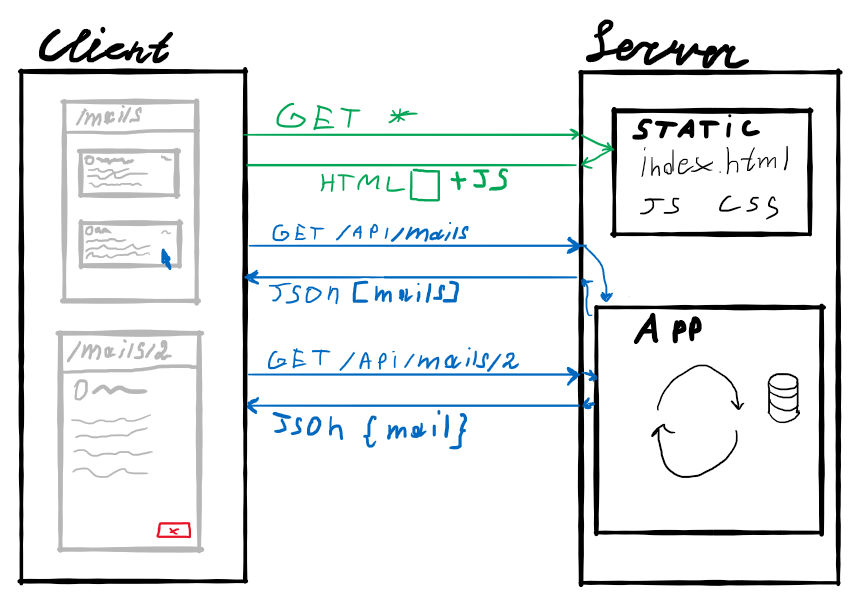 Client
Server
/mails
/mails/2
x
GET *
HTML + JS
GET /API/mails
JSOn [mails]
GET /API/mails/2
JSOn {mail}
STATIC
index.html
JS CSS
App